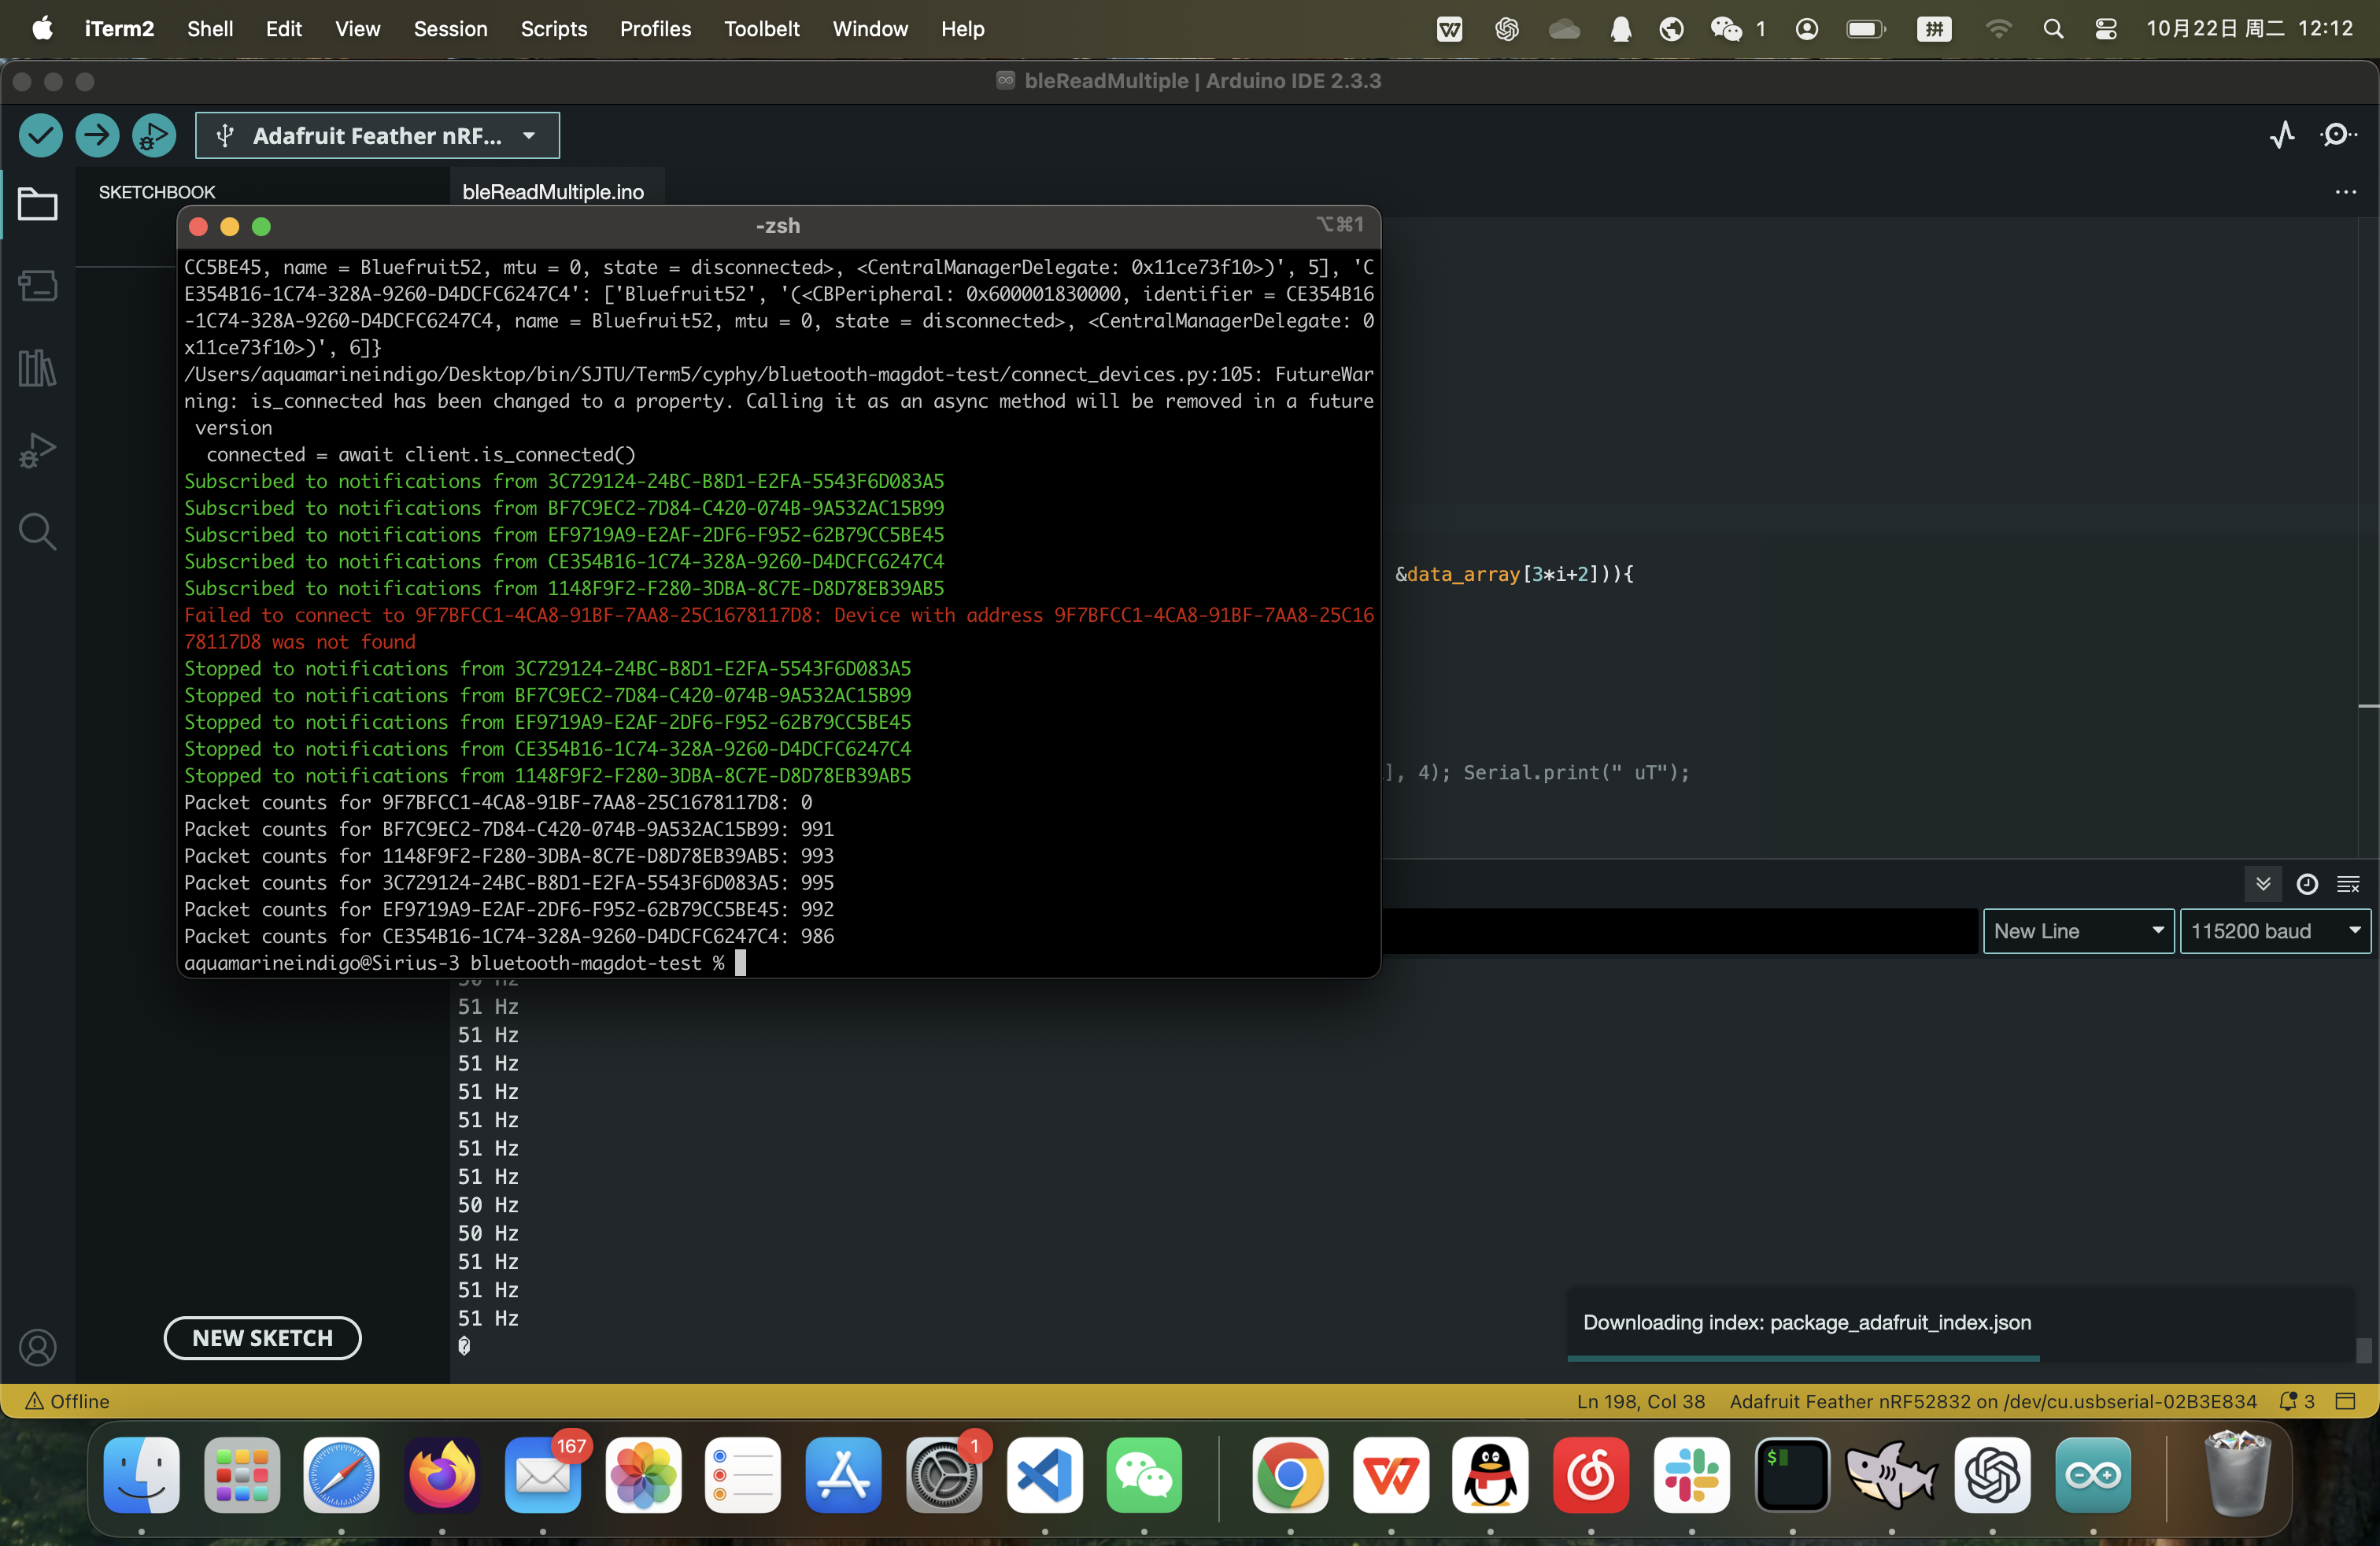 iTerm2 Shell Edit View Session Scripts Profiles Toolbelt Window Help 1 拼 10月22日 周二 12:12
bleReadMultiple | Arduino IDE 2.3.3
Adafruit Feather nRF...
SKETCHBOOK
bleReadMultiple.ino
-zsh
⌥⌘1
CC5BE45, name = Bluefruit52, mtu = 0, state = disconnected>, <CentralManagerDelegate: 0x11ce73f10>)', 5], 'C
E354B16-1C74-328A-9260-D4DCFC6247C4': ['Bluefruit52', '(<CBPeripheral: 0x600001830000, identifier = CE354B16
-1C74-328A-9260-D4DCFC6247C4, name = Bluefruit52, mtu = 0, state = disconnected>, <CentralManagerDelegate: 0
x11ce73f10>)', 6]}
/Users/aquamarineindigo/Desktop/bin/SJTU/Term5/cyphy/bluetooth-magdot-test/connect_devices.py:105: FutureWar
ning: is_connected has been changed to a property. Calling it as an async method will be removed in a future
version
connected = await client.is_connected()
Subscribed to notifications from 3C729124-24BC-B8D1-E2FA-5543F6D083A5
Subscribed to notifications from BF7C9EC2-7D84-C420-074B-9A532AC15B99
Subscribed to notifications from EF9719A9-E2AF-2DF6-F952-62B79CC5BE45
Subscribed to notifications from CE354B16-1C74-328A-9260-D4DCFC6247C4
Subscribed to notifications from 1148F9F2-F280-3DBA-8C7E-D8D78EB39AB5
Failed to connect to 9F7BFCC1-4CA8-91BF-7AA8-25C1678117D8: Device with address 9F7BFCC1-4CA8-91BF-7AA8-25C16
78117D8 was not found
Stopped to notifications from 3C729124-24BC-B8D1-E2FA-5543F6D083A5
Stopped to notifications from BF7C9EC2-7D84-C420-074B-9A532AC15B99
Stopped to notifications from EF9719A9-E2AF-2DF6-F952-62B79CC5BE45
Stopped to notifications from CE354B16-1C74-328A-9260-D4DCFC6247C4
Stopped to notifications from 1148F9F2-F280-3DBA-8C7E-D8D78EB39AB5
Packet counts for 9F7BFCC1-4CA8-91BF-7AA8-25C1678117D8: 0
Packet counts for BF7C9EC2-7D84-C420-074B-9A532AC15B99: 991
Packet counts for 1148F9F2-F280-3DBA-8C7E-D8D78EB39AB5: 993
Packet counts for 3C729124-24BC-B8D1-E2FA-5543F6D083A5: 995
Packet counts for EF9719A9-E2AF-2DF6-F952-62B79CC5BE45: 992
Packet counts for CE354B16-1C74-328A-9260-D4DCFC6247C4: 986
aquamarineindigo@Sirius-3 bluetooth-magdot-test %
&data_array[3*i+2])){
], 4); Serial.print(" uT");
New Line
115200 baud
50 Hz
51 Hz
51 Hz
51 Hz
51 Hz
51 Hz
51 Hz
51 Hz
50 Hz
50 Hz
51 Hz
51 Hz
51 Hz
NEW SKETCH
Downloading index: package_adafruit_index.json
Offline
Ln 198, Col 38
Adafruit Feather nRF52832 on /dev/cu.usbserial-02B3E834
3
167
1
$